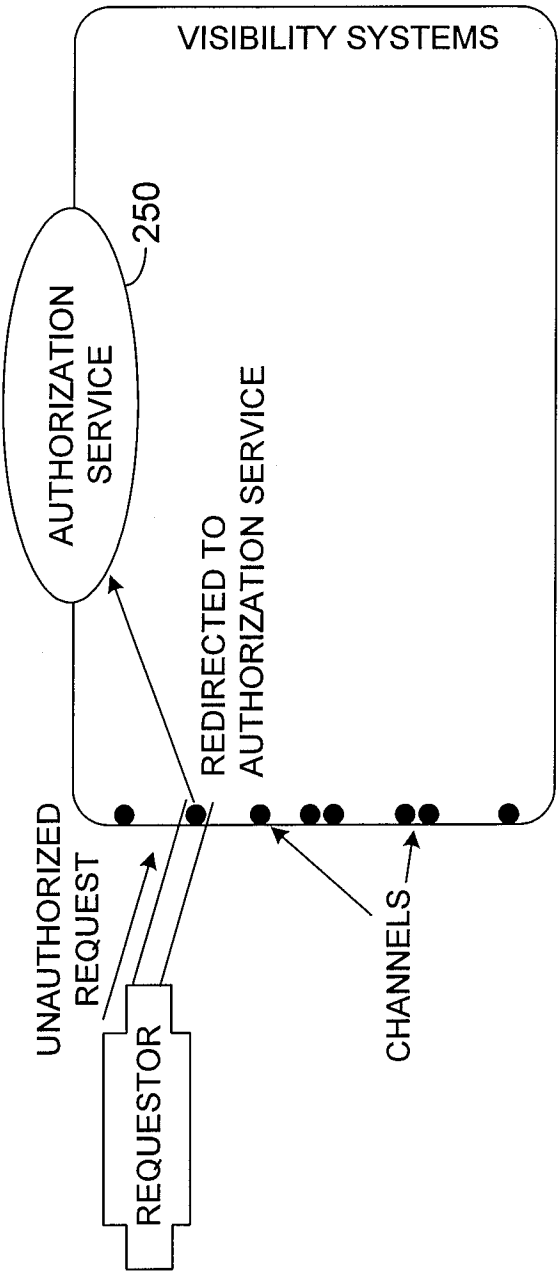 VISIBILITY SYSTEMS
AUTHORIZATION
SERVICE
250
REDIRECTED TO
AUTHORIZATION SERVICE
UNAUTHORIZED
REQUEST
REQUESTOR
CHANNELS